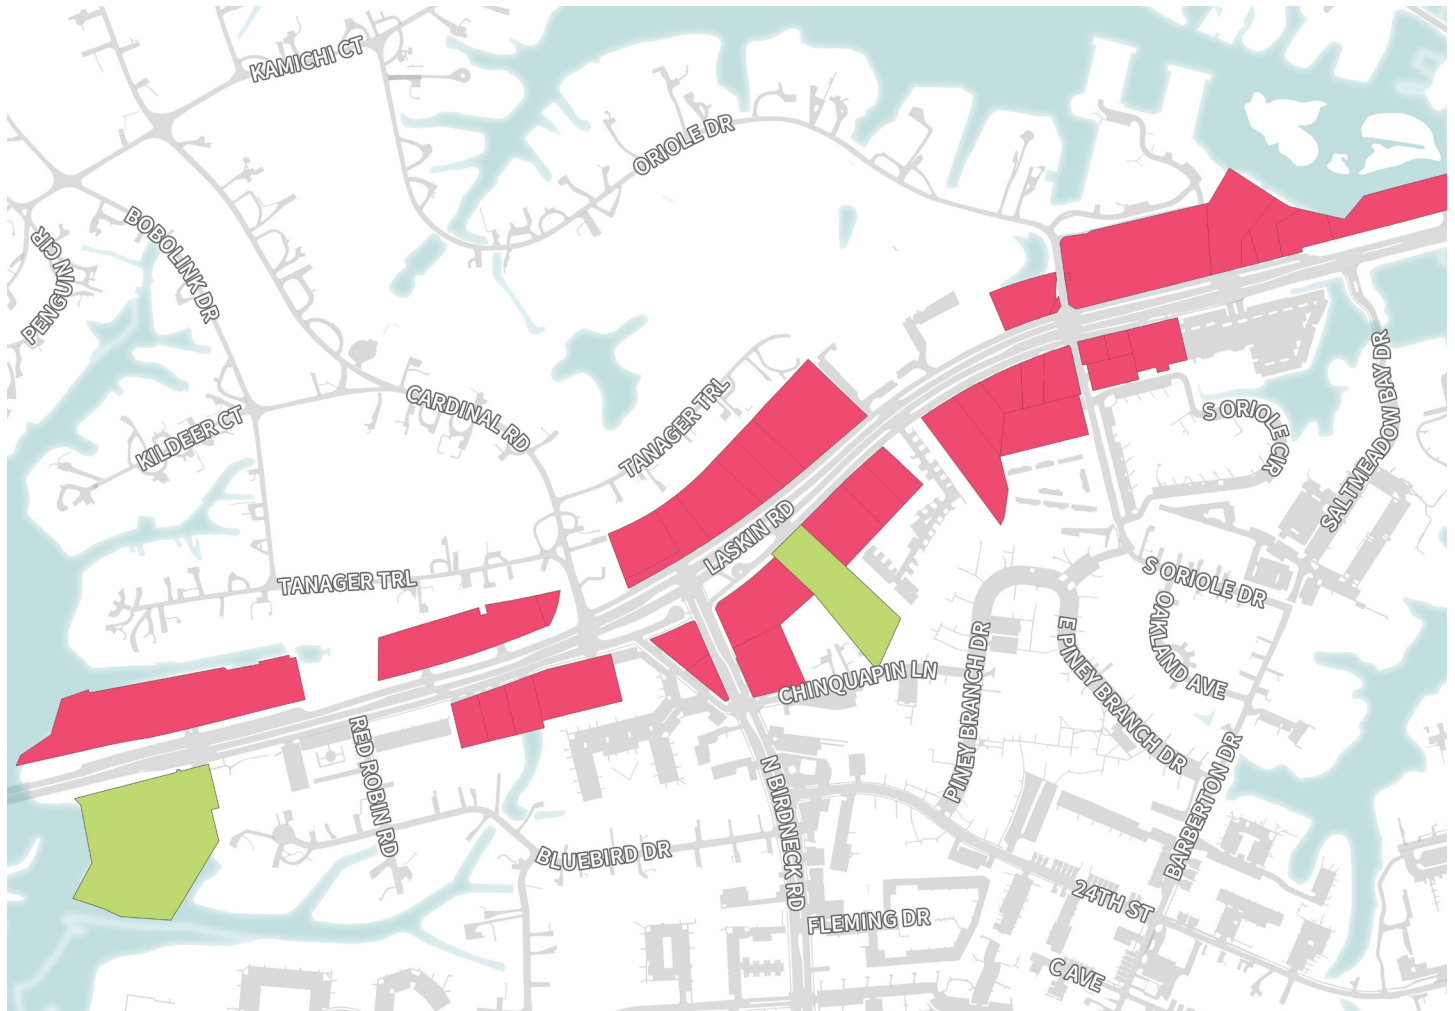 KAMICHI CT
ORIOLE DR
BOBOLINK DR
PENGUIN CIR
CARDINAL RD
KILDEER CT
TANAGER TRL
S ORIOLE CIR
SALTMEADOW BAY DR
LASKIN RD
TANAGER TRL
S ORIOLE DR
OAKLAND AVE
E PINEY BRANCH DR
PINEY BRANCH DR
CHINQUAPIN LN
RED ROBIN RD
N BIRDNECK RD
BARBERTON DR
BLUEBIRD DR
24TH ST
FLEMING DR
C AVE